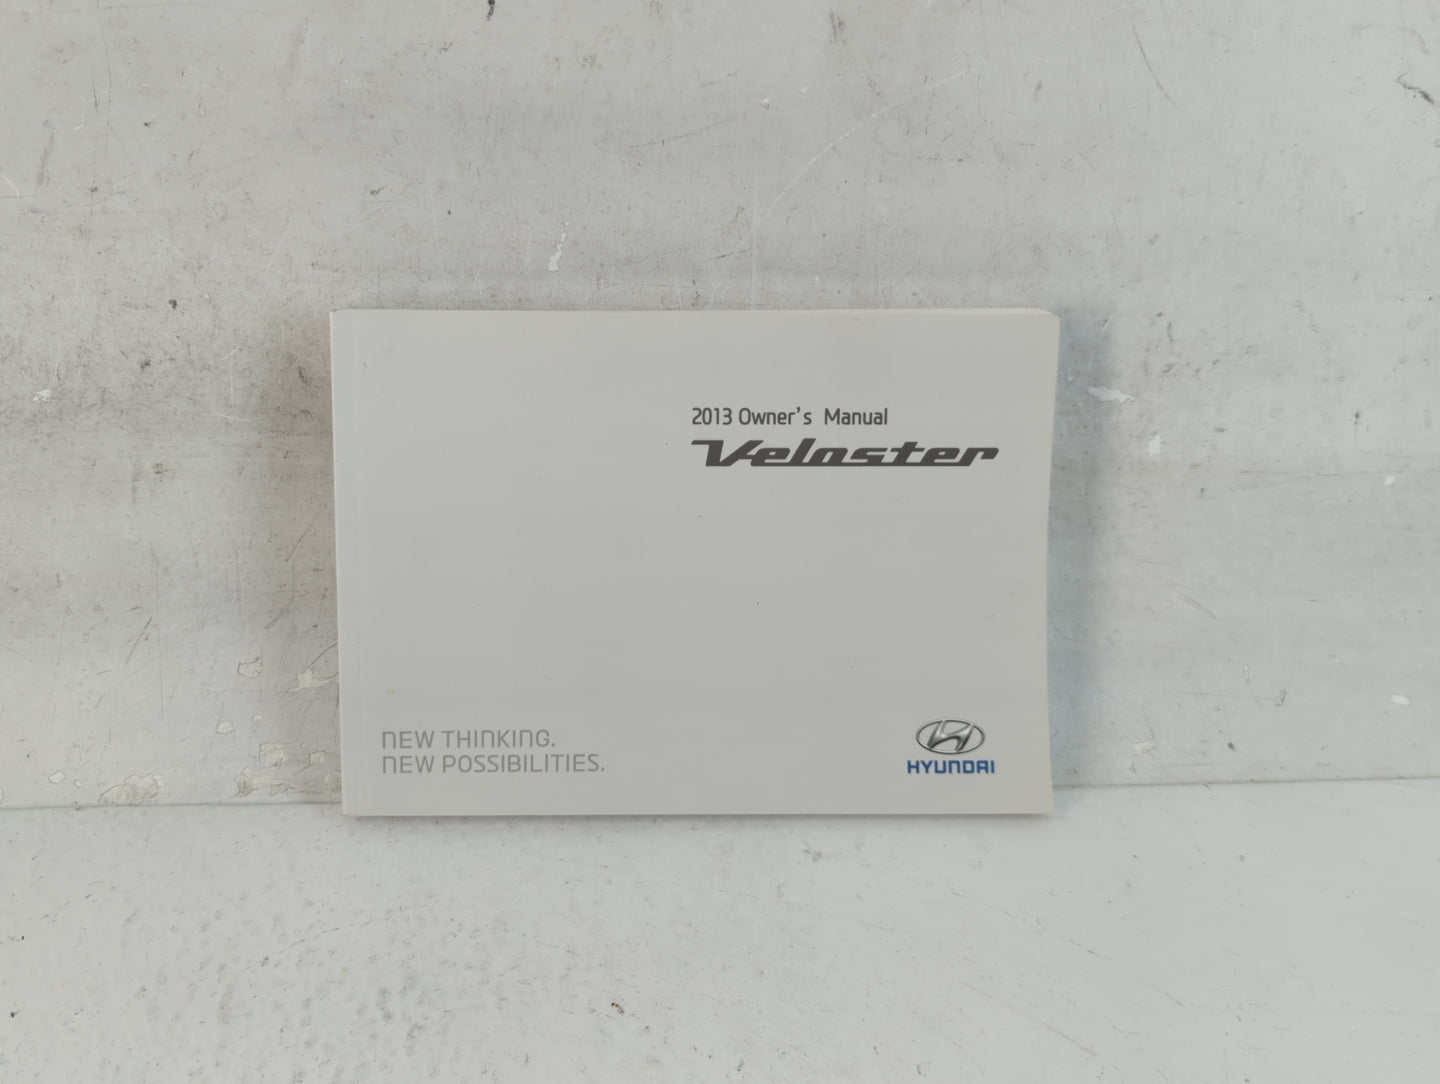 2013 Owner's Manual
Veloster
NEW THINKING.
NEW POSSIBILITIES.
HYUNDAI